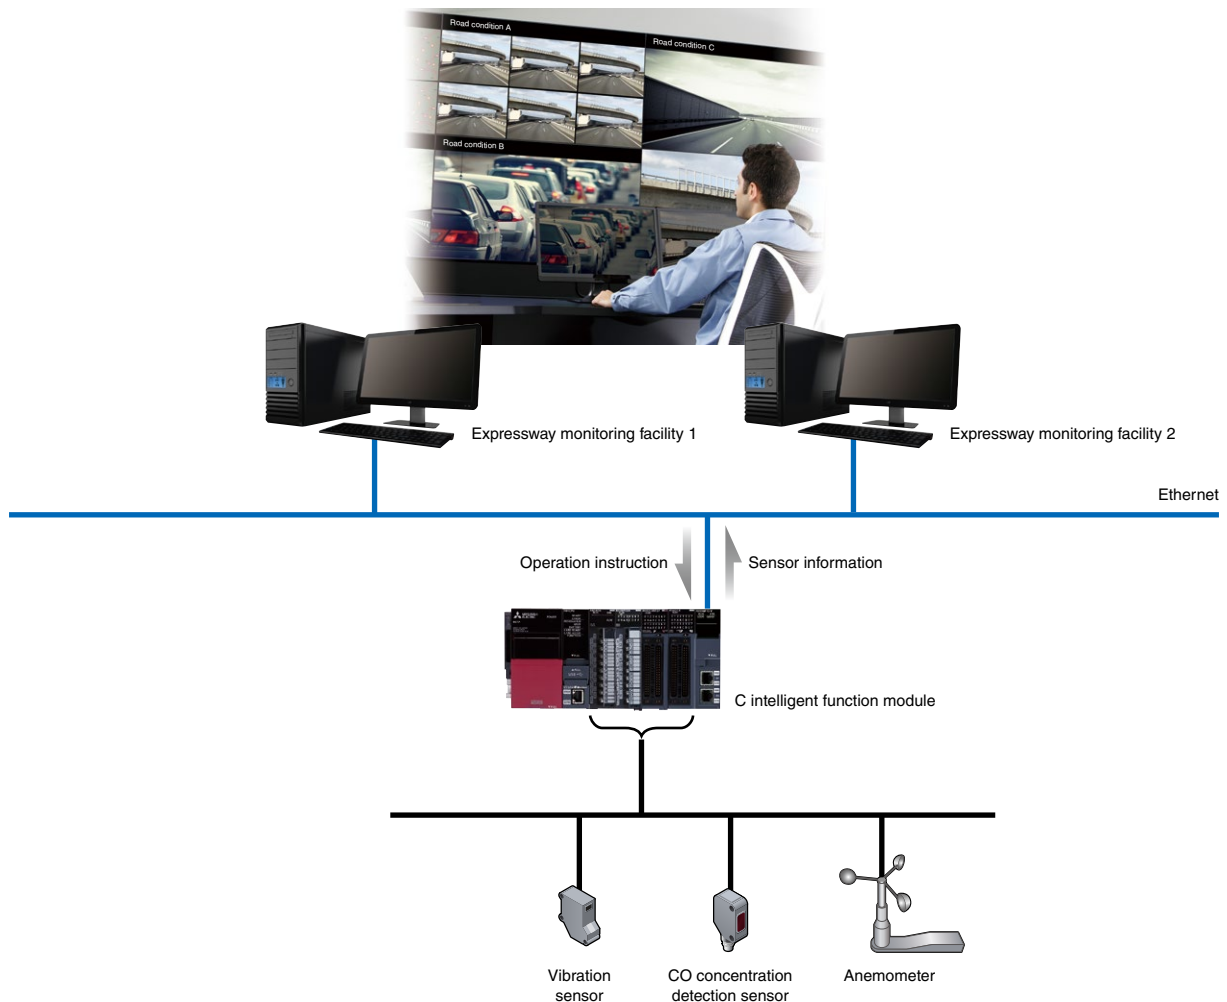 Road condition A
Road condition C
Road condition B
Expressway monitoring facility 1
Expressway monitoring facility 2
Ethernet
Operation instruction
Sensor information
C intelligent function module
Vibration
sensor
CO concentration
detection sensor
Anemometer